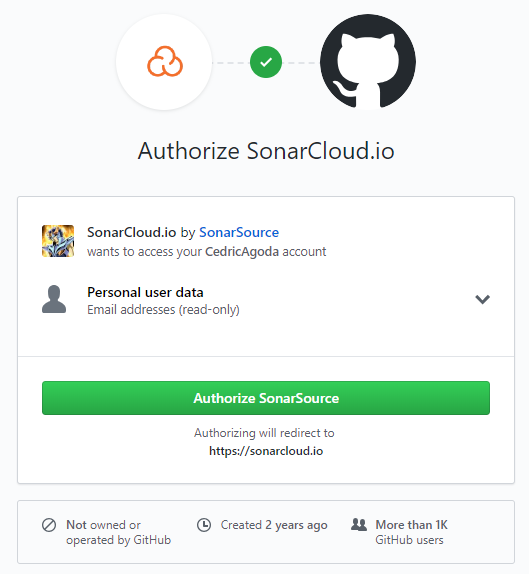 Authorize SonarCloud.io
SonarCloud.io by SonarSource
wants to access your CedricAgoda account
Personal user data
Email addresses (read-only)
Authorize SonarSource
Authorizing will redirect to
https://sonarcloud.io
Not owned or
operated by GitHub
Created 2 years ago
More than 1K
GitHub users